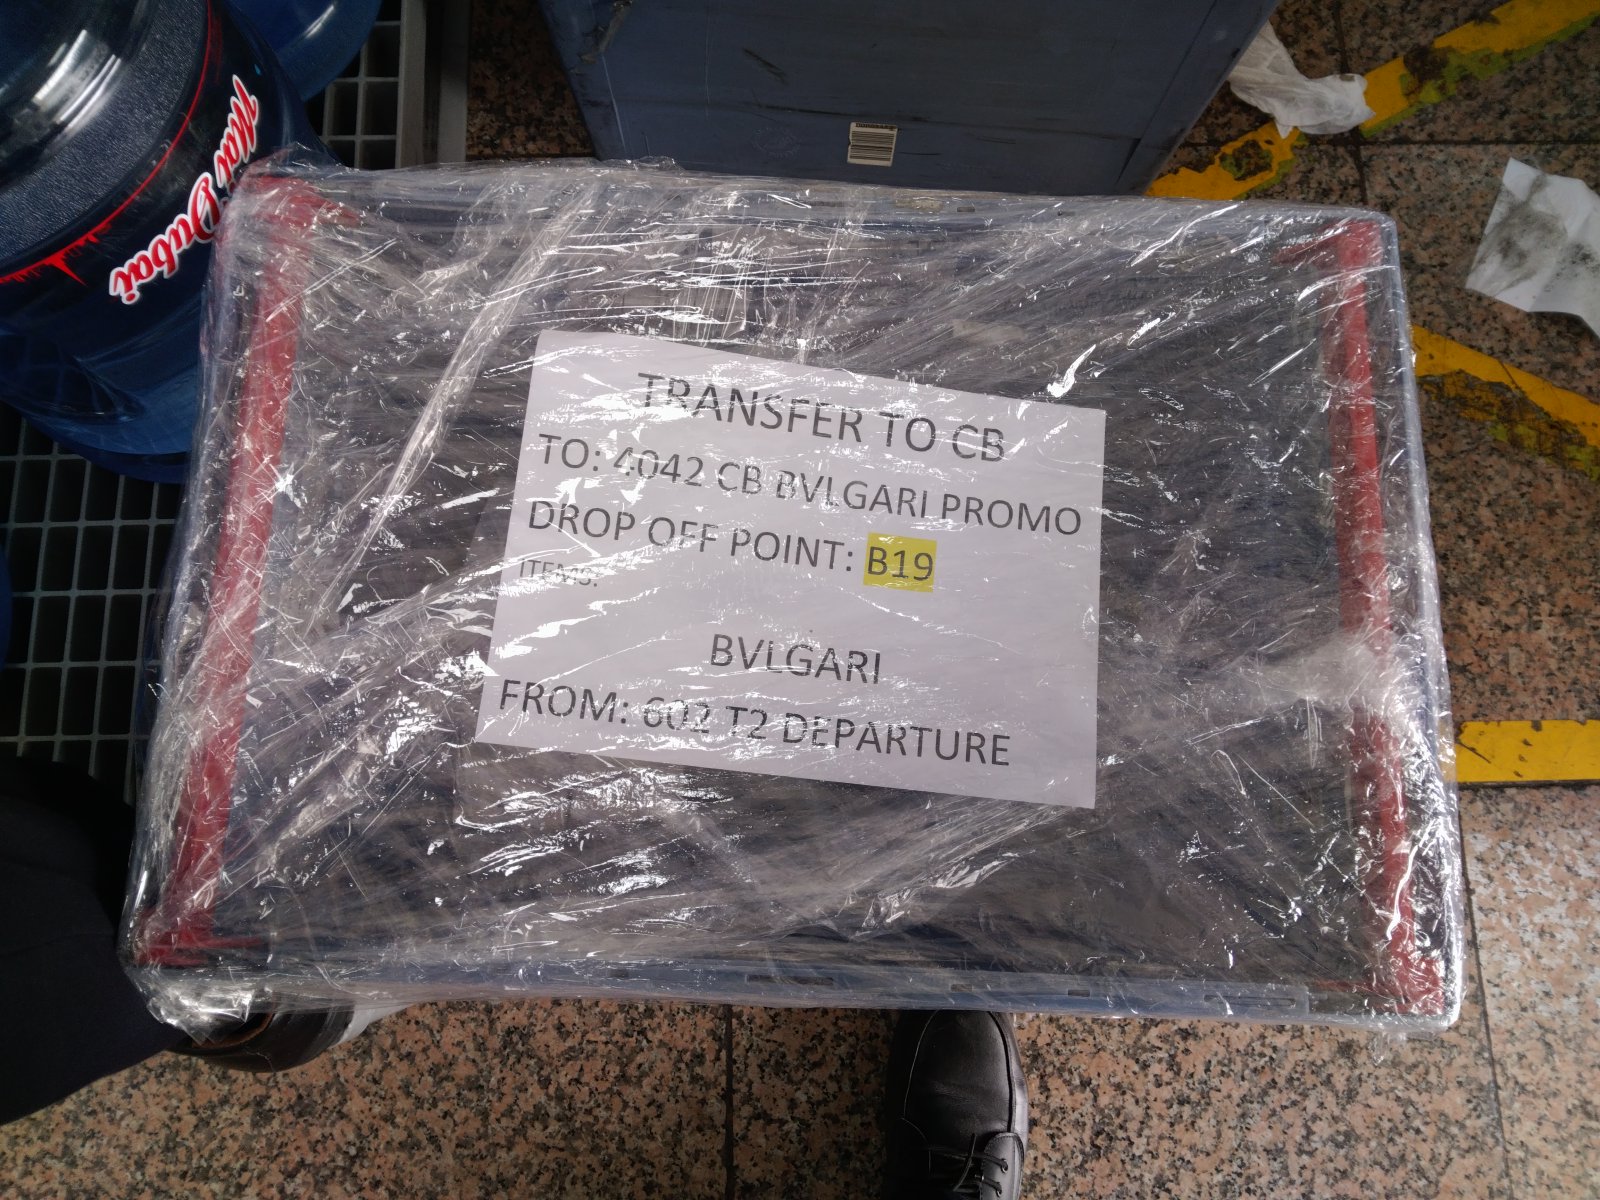 Mai Dubai
TRANSFER TO CB
TO: 4042 CB BVLGARI PROMO
DROP OFF POINT: B19
ITEMS:
BVLGARI
FROM: 602 T2 DEPARTURE